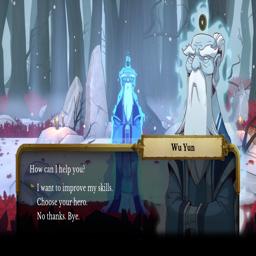 Wu Yun
How can I help you?
I want to improve my skills.
Choose your hero.
No thanks. Bye.